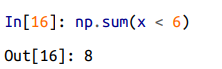 In[16]: np.sum(x < 6)
Out[16]: 8